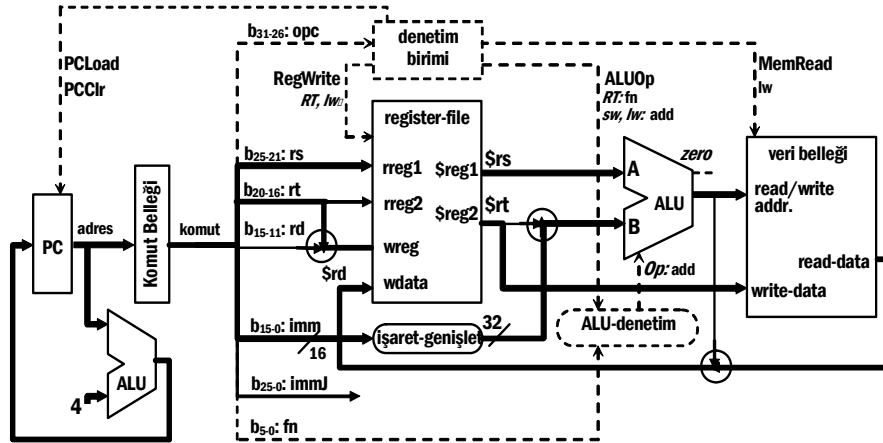 b31-26: opc
denetim
birimi
PCLoad
PCClr
RegWrite
RT, lw
ALUOp
RT: fn
sw, lw: add
MemRead
lw
register-file
b25-21: rs
rreg1
$reg1
$rs
A
zero
veri belleği
b20-16: rt
rreg2
$reg2
$rt
ALU
read/write
addr.
PC
adres
Komut Belleği
komut
b15-11: rd
wreg
B
$rd
wdata
Op: add
read-data
write-data
b15-0: imm
16
işaret-genişlet
32
ALU-denetim
ALU
4
b25-0: immJ
b5-0: fn